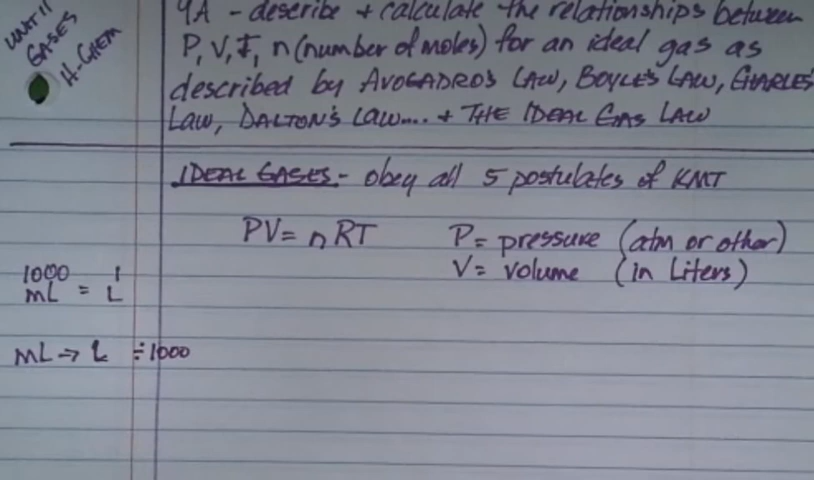 UNIT 11
GASES
H-CHEM
9A - describe + calculate the relationships between
P, V, T, n (number of moles) for an ideal gas as
described by AVOGADRO'S LAW, BOYLE'S LAW, CHARLES'
LAW, DALTON'S LAW.... + THE IDEAL GAS LAW
IDEAL GASES - obey all 5 postulates of KMT
PV = nRT P = pressure (atm or other)
V = volume (in Liters)
1000 1
mL = L
mL → L ÷1000